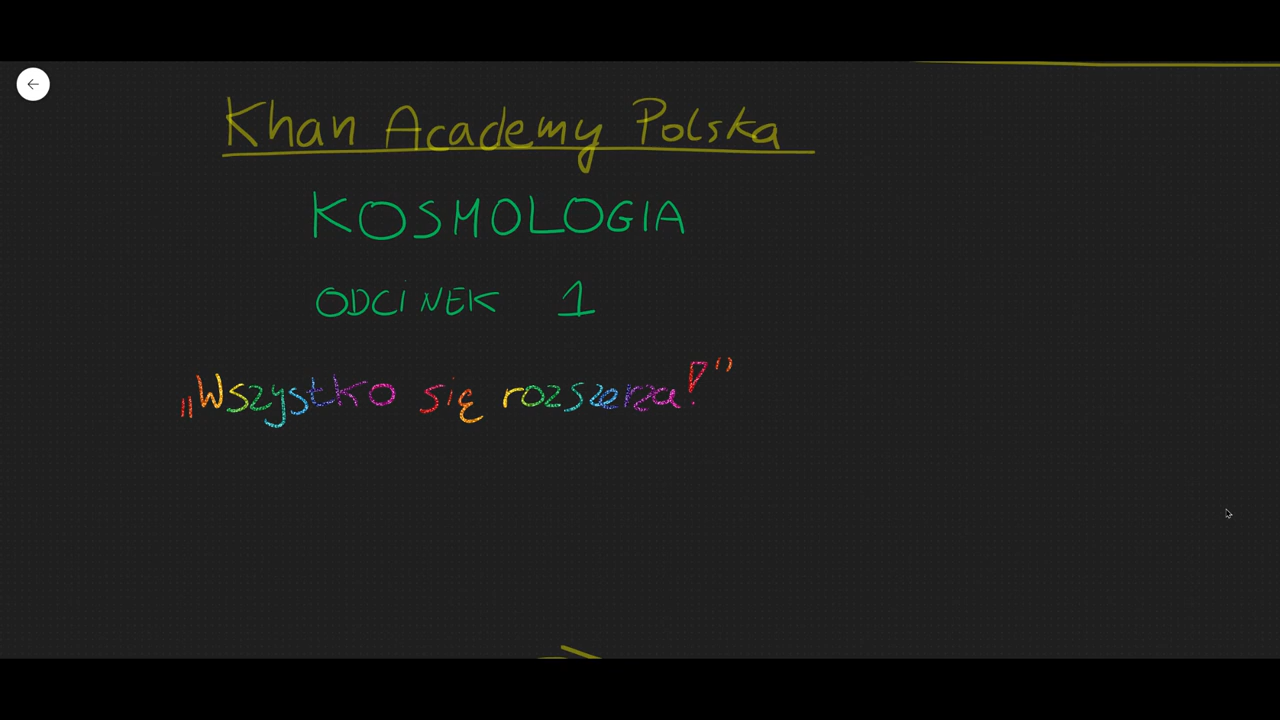 Khan Academy Polska
KOSMOLOGIA
ODCINEK 1
„Wszystko się rozszerza!”